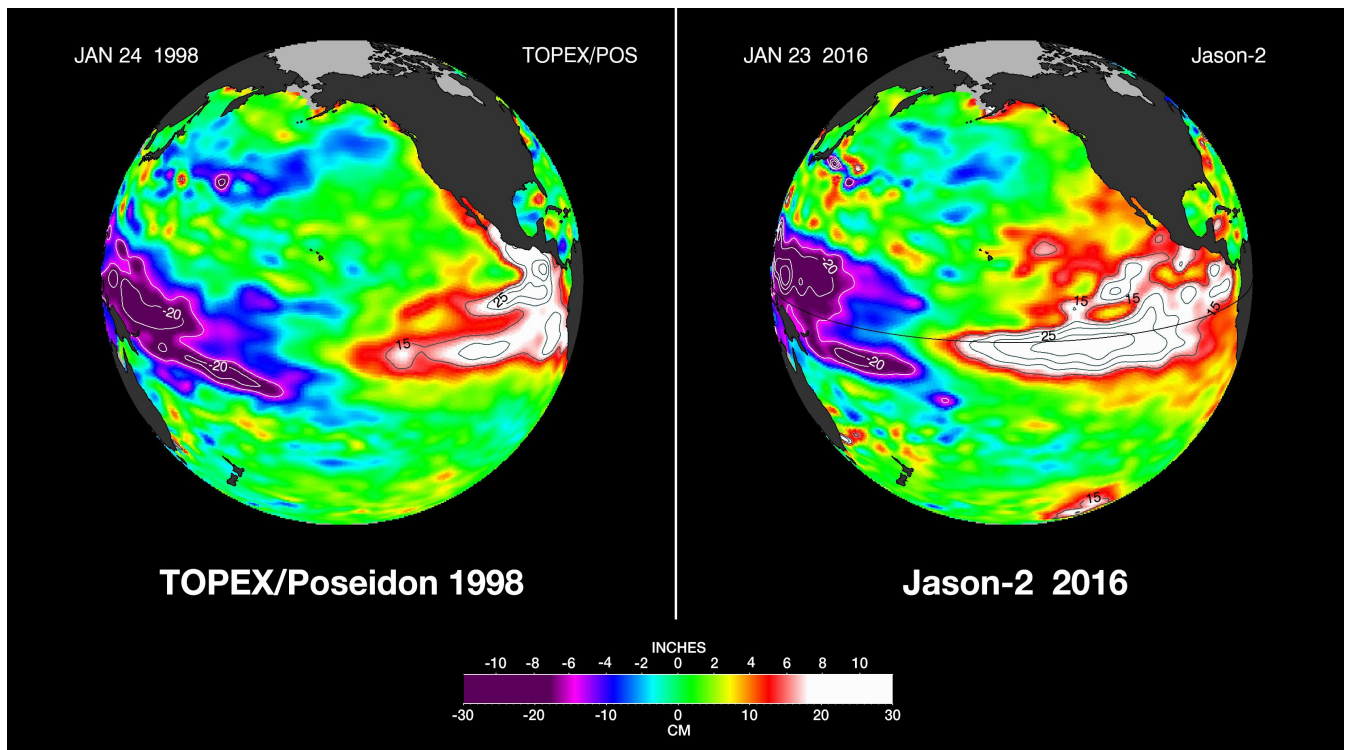 JAN 24 1998
TOPEX/POS
-20
-20
25
15
TOPEX/Poseidon 1998
JAN 23 2016
Jason-2
-20
15
15
15
25
-20
15
Jason-2 2016
INCHES
-10 -8 -6 -4 -2 0 2 4 6 8 10
-30 -20 -10 0 10 20 30
CM